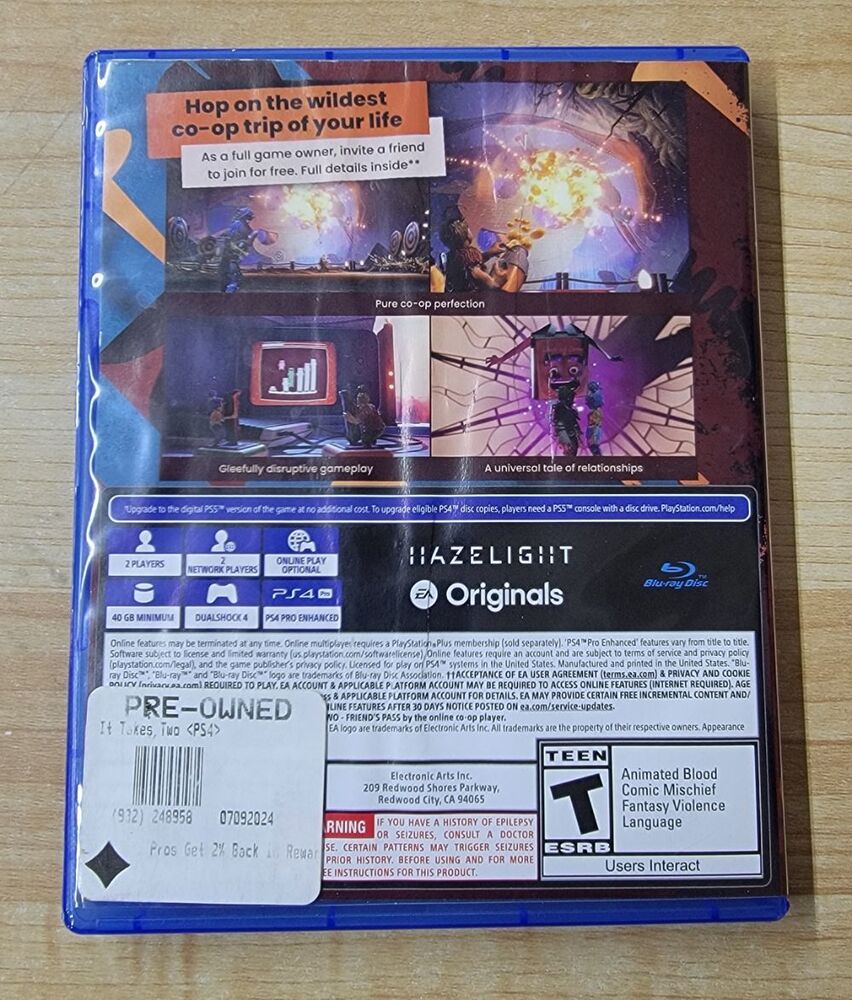 Hop on the wildest
co-op trip of your life
As a full game owner, invite a friend
to join for free. Full details inside**
Pure co-op perfection
Gleefully disruptive gameplay
A universal tale of relationships
*Upgrade to the digital PS5™ version of the game at no additional cost. To upgrade eligible PS4™ disc copies, players need a PS5™ console with a disc drive. PlayStation.com/help
2 PLAYERS
2
NETWORK PLAYERS
ONLINE PLAY
OPTIONAL
40 GB MINIMUM
DUALSHOCK 4
PS4 Pro
PS4 PRO ENHANCED
HAZELIGHT
EA Originals
Blu-ray Disc™
Online features may be terminated at any time. Online multiplayer requires a PlayStation Plus membership (sold separately). 'PS4™ Pro Enhanced' features vary from title to title.
Software subject to license and limited warranty (us.playstation.com/softwarelicense). Online features require an account and are subject to terms of service and privacy policy
(playstation.com/legal), and the game publisher's privacy policy. Licensed for play on PS4™ systems in the United States. Manufactured and printed in the United States. "Blu-
ray Disc™", "Blu-ray™" and "Blu-ray Disc™" logo are trademarks of Blu-ray Disc Association. ††ACCEPTANCE OF EA USER AGREEMENT (terms.ea.com) & PRIVACY AND COOKIE
POLICY (privacy.ea.com) REQUIRED TO PLAY. EA ACCOUNT & APPLICABLE PLATFORM ACCOUNT MAY BE REQUIRED TO ACCESS ONLINE FEATURES (INTERNET REQUIRED). AGE
& APPLICABLE PLATFORM ACCOUNT FOR DETAILS. EA MAY PROVIDE CERTAIN FREE INCREMENTAL CONTENT AND/
LINE FEATURES AFTER 30 DAYS NOTICE POSTED ON ea.com/service-updates.
WO - FRIEND'S PASS by the online co-op player.
EA logo are trademarks of Electronic Arts Inc. All trademarks are the property of their respective owners. Appearance
PRE-OWNED
It Takes Two <PS4>
(932) 248958 07092024
Pros Get 2% Back In Rewar
Electronic Arts Inc.
209 Redwood Shores Parkway,
Redwood City, CA 94065
RNING IF YOU HAVE A HISTORY OF EPILEPSY
OR SEIZURES, CONSULT A DOCTOR
SE. CERTAIN PATTERNS MAY TRIGGER SEIZURES
PRIOR HISTORY. BEFORE USING AND FOR MORE
EE INSTRUCTIONS FOR THIS PRODUCT.
TEEN
T
ESRB
Animated Blood
Comic Mischief
Fantasy Violence
Language
Users Interact